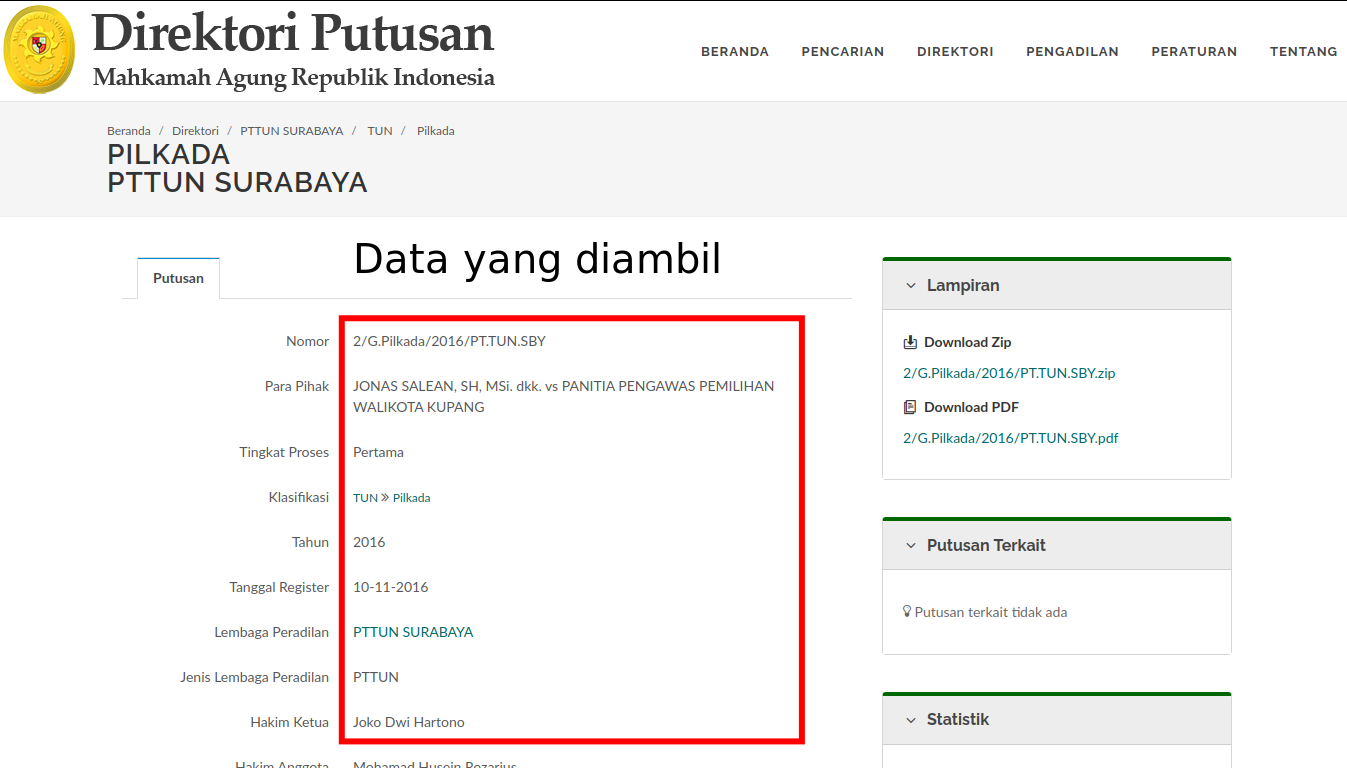 Direktori Putusan
Mahkamah Agung Republik Indonesia
BERANDA PENCARIAN DIREKTORI PENGADILAN PERATURAN TENTANG
Beranda / Direktori / PTTUN SURABAYA / TUN / Pilkada
PILKADA
PTTUN SURABAYA
Data yang diambil
Putusan
Nomor 2/G.Pilkada/2016/PT.TUN.SBY
Para Pihak JONAS SALEAN, SH, MSi. dkk. vs PANITIA PENGAWAS PEMILIHAN
WALIKOTA KUPANG
Tingkat Proses Pertama
Klasifikasi TUN » Pilkada
Tahun 2016
Tanggal Register 10-11-2016
Lembaga Peradilan PTTUN SURABAYA
Jenis Lembaga Peradilan PTTUN
Hakim Ketua Joko Dwi Hartono
Hakim Anggota Mohamad Husein Rozarius
Lampiran
Download Zip
2/G.Pilkada/2016/PT.TUN.SBY.zip
Download PDF
2/G.Pilkada/2016/PT.TUN.SBY.pdf
Putusan Terkait
Putusan terkait tidak ada
Statistik